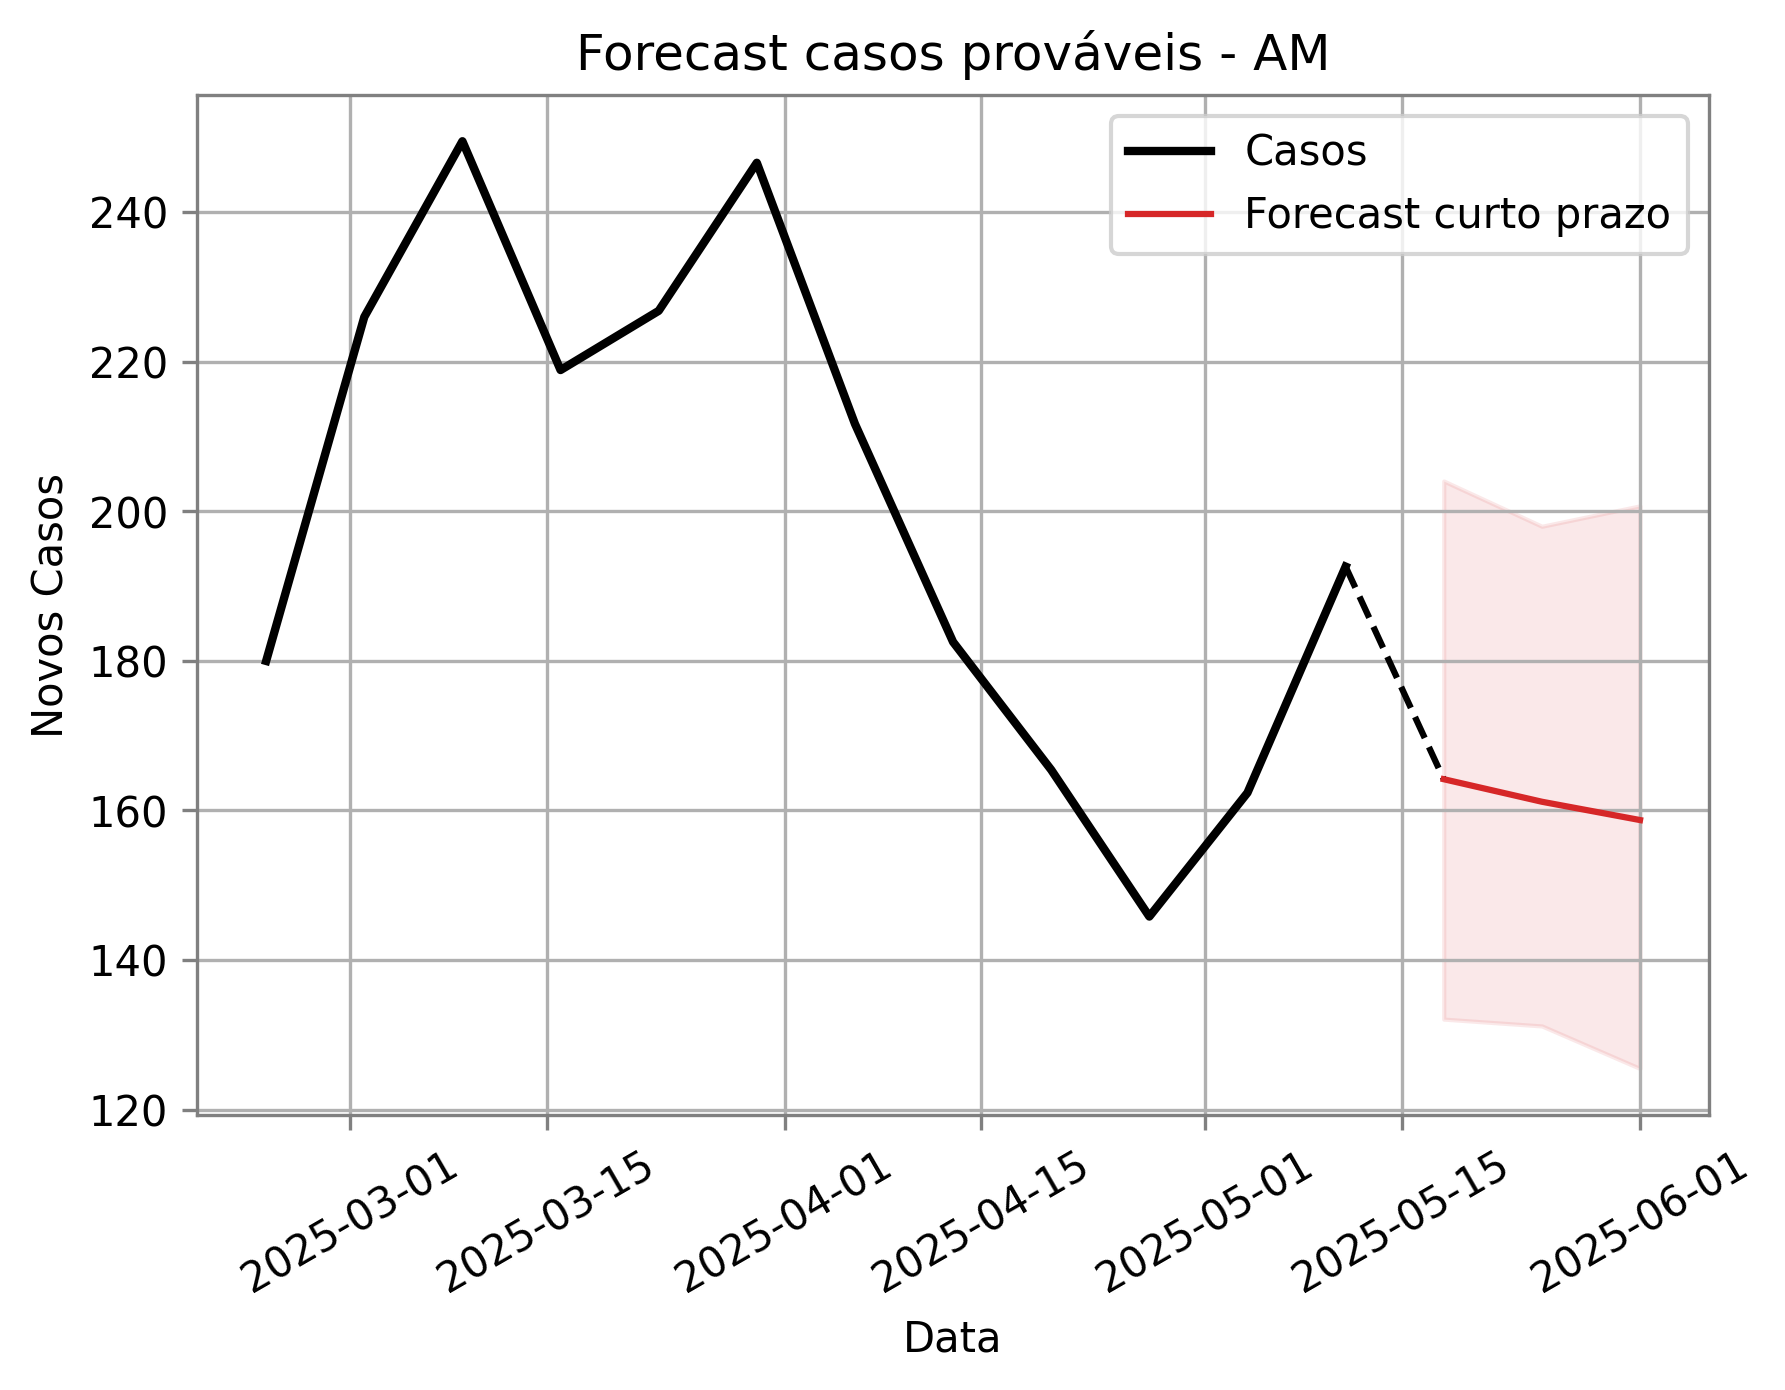 Forecast casos prováveis - AM
Casos
Forecast curto prazo
Novos Casos
240
220
200
180
160
140
120
2025-03-01
2025-03-15
2025-04-01
2025-04-15
2025-05-01
2025-05-15
2025-06-01
Data